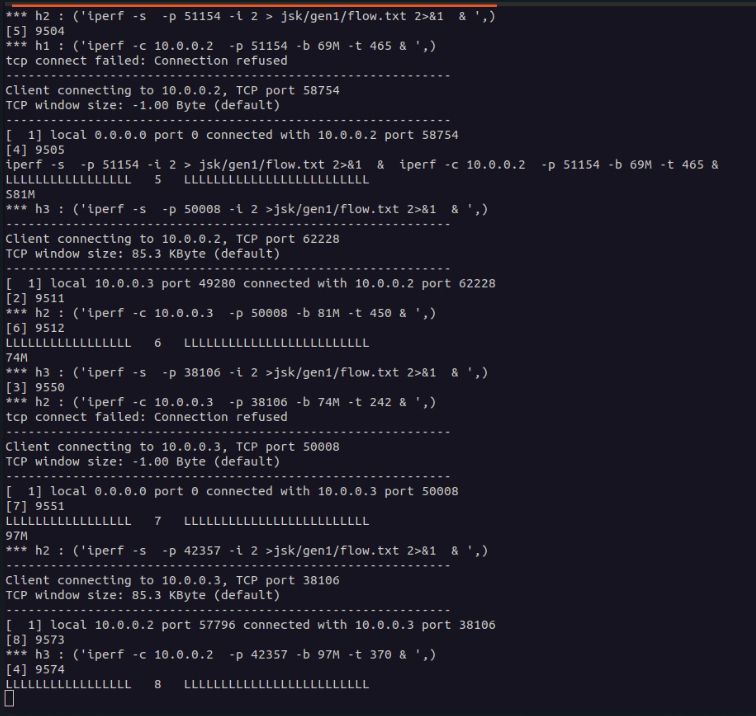 *** h2 : ('iperf -s  -p 51154 -i 2 > jsk/gen1/flow.txt 2>&1  & ',)
[5] 9504
*** h1 : ('iperf -c 10.0.0.2  -p 51154 -b 69M -t 465 & ',)
tcp connect failed: Connection refused
------------------------------------------------------------
Client connecting to 10.0.0.2, TCP port 58754
TCP window size: -1.00 Byte (default)
------------------------------------------------------------
[  1] local 0.0.0.0 port 0 connected with 10.0.0.2 port 58754
[4] 9505
iperf -s  -p 51154 -i 2 > jsk/gen1/flow.txt 2>&1  &  iperf -c 10.0.0.2  -p 51154 -b 69M -t 465 &
LLLLLLLLLLLLLLLLL   5   LLLLLLLLLLLLLLLLLLLLLLLLL
S81M
*** h3 : ('iperf -s  -p 50008 -i 2 >jsk/gen1/flow.txt 2>&1  & ',)
------------------------------------------------------------
Client connecting to 10.0.0.2, TCP port 62228
TCP window size: 85.3 KByte (default)
------------------------------------------------------------
[  1] local 10.0.0.3 port 49280 connected with 10.0.0.2 port 62228
[2] 9511
*** h2 : ('iperf -c 10.0.0.3  -p 50008 -b 81M -t 450 & ',)
[6] 9512
LLLLLLLLLLLLLLLLL   6   LLLLLLLLLLLLLLLLLLLLLLLLL
74M
*** h3 : ('iperf -s  -p 38106 -i 2 >jsk/gen1/flow.txt 2>&1  & ',)
[3] 9550
*** h2 : ('iperf -c 10.0.0.3  -p 38106 -b 74M -t 242 & ',)
tcp connect failed: Connection refused
------------------------------------------------------------
Client connecting to 10.0.0.3, TCP port 50008
TCP window size: -1.00 Byte (default)
------------------------------------------------------------
[  1] local 0.0.0.0 port 0 connected with 10.0.0.3 port 50008
[7] 9551
LLLLLLLLLLLLLLLLL   7   LLLLLLLLLLLLLLLLLLLLLLLLL
97M
*** h2 : ('iperf -s  -p 42357 -i 2 >jsk/gen1/flow.txt 2>&1  & ',)
------------------------------------------------------------
Client connecting to 10.0.0.3, TCP port 38106
TCP window size: 85.3 KByte (default)
------------------------------------------------------------
[  1] local 10.0.0.2 port 57796 connected with 10.0.0.3 port 38106
[8] 9573
*** h3 : ('iperf -c 10.0.0.2  -p 42357 -b 97M -t 370 & ',)
[4] 9574
LLLLLLLLLLLLLLLLL   8   LLLLLLLLLLLLLLLLLLLLLLLLL